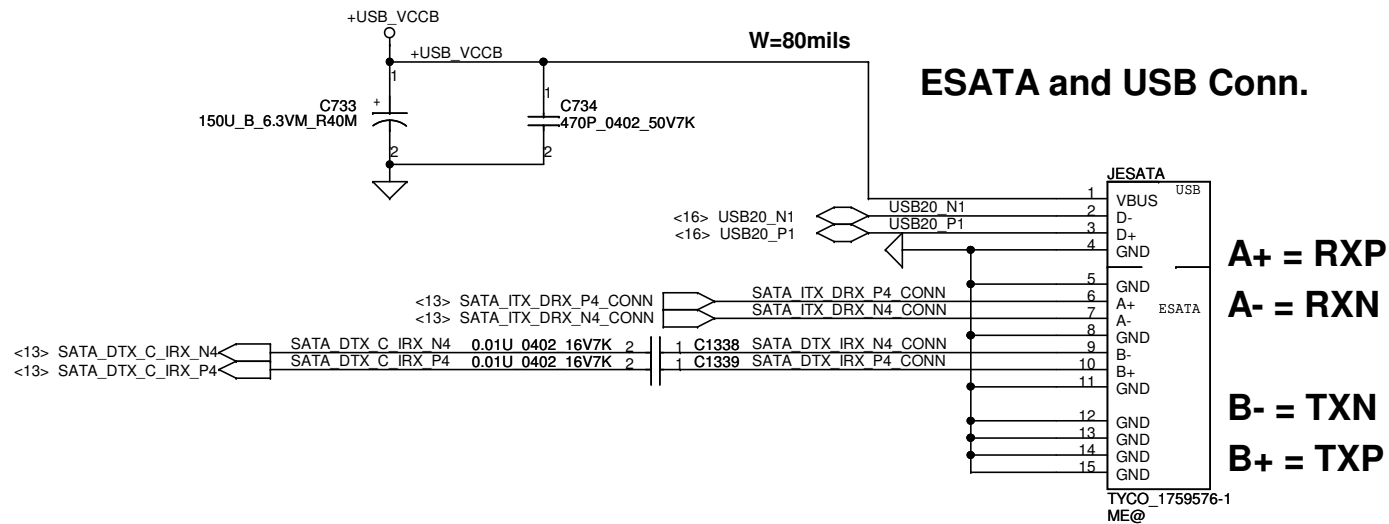 +USB_VCCB
+USB_VCCB
W=80mils
ESATA and USB Conn.
1
C733
+
150U_B_6.3VM_R40M
2
1
C734
470P_0402_50V7K
2
JESATA
USB
1
VBUS
<16> USB20_N1
USB20_N1
2
D-
<16> USB20_P1
USB20_P1
3
D+
4
GND
A+ = RXP
5
GND
<13> SATA_ITX_DRX_P4_CONN
SATA_ITX_DRX_P4_CONN
6
A+
ESATA
A- = RXN
<13> SATA_ITX_DRX_N4_CONN
SATA_ITX_DRX_N4_CONN
7
A-
8
GND
<13> SATA_DTX_C_IRX_N4
SATA_DTX_C_IRX_N4
0.01U_0402_16V7K
2
1
C1338
SATA_DTX_IRX_N4_CONN
9
B-
<13> SATA_DTX_C_IRX_P4
SATA_DTX_C_IRX_P4
0.01U_0402_16V7K
2
1
C1339
SATA_DTX_IRX_P4_CONN
10
B+
11
GND
B- = TXN
12
GND
13
GND
14
GND
B+ = TXP
15
GND
TYCO_1759576-1
ME@